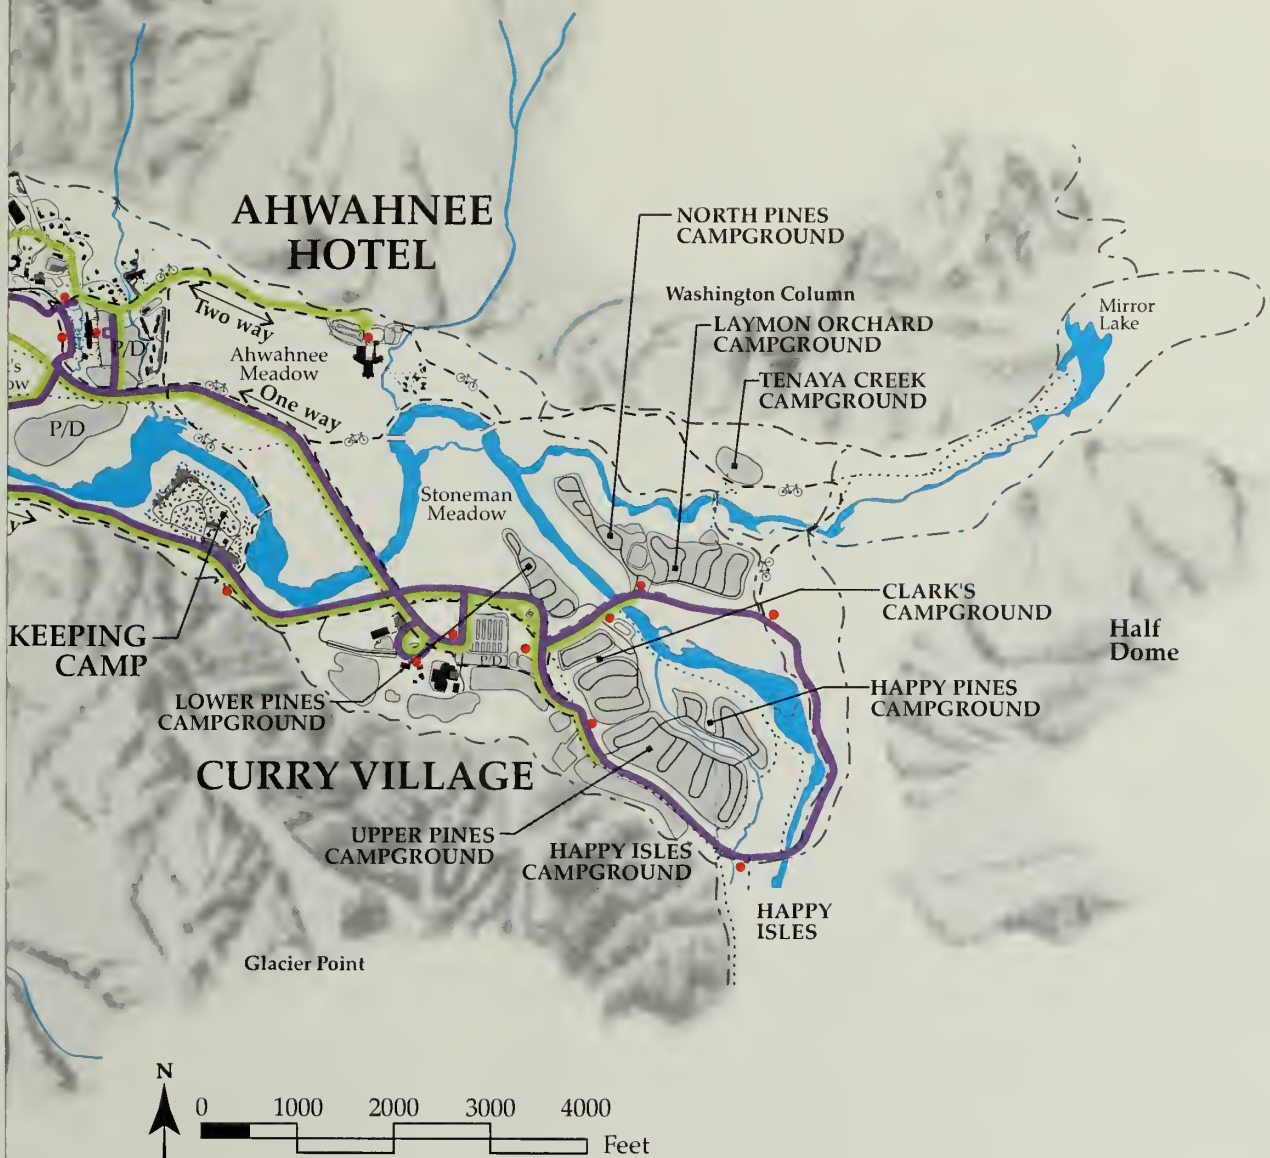 AHWAHNEE
HOTEL
NORTH PINES
CAMPGROUND
Washington Column
LAYMON ORCHARD
CAMPGROUND
TENAYA CREEK
CAMPGROUND
Mirror
Lake
Two way
P/D
Ahwahnee
Meadow
One way
P/D
Stoneman
Meadow
KEEPING
CAMP
CLARK'S
CAMPGROUND
Half
Dome
P/D
LOWER PINES
CAMPGROUND
HAPPY PINES
CAMPGROUND
CURRY VILLAGE
UPPER PINES
CAMPGROUND
HAPPY ISLES
CAMPGROUND
HAPPY
ISLES
Glacier Point
N
0 1000 2000 3000 4000
Feet